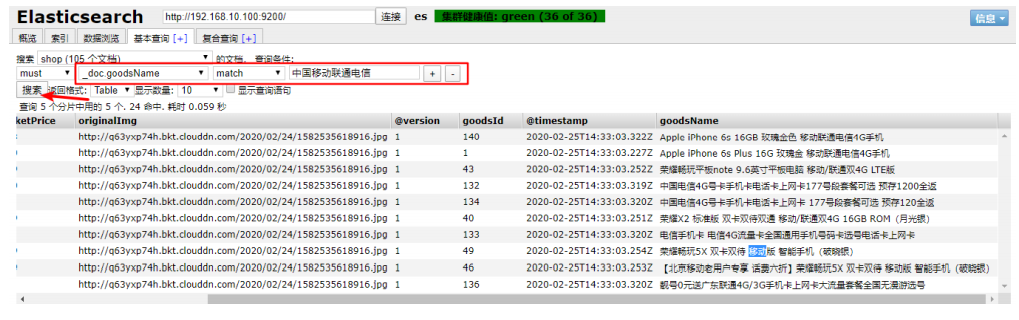 Elasticsearch http://192.168.10.100:9200/ 连接 es 集群健康值: green (36 of 36) 信息
概览 索引 数据浏览 基本查询 [+] 复合查询 [+]
搜索 shop (105 个文档) 的文档, 查询条件:
must _doc.goodsName match 中国移动联通电信 + -
搜索 返回格式: Table 显示数量: 10 显示查询语句
查询 5 个分片中用的 5 个. 24 命中. 耗时 0.059 秒
ketPrice originalImg @version goodsId @timestamp goodsName
http://q63yxp74h.bkt.clouddn.com/2020/02/24/1582535618916.jpg 1 140 2020-02-25T14:33:03.322Z Apple iPhone 6s 16GB 玫瑰金色 移动联通电信4G手机
http://q63yxp74h.bkt.clouddn.com/2020/02/24/1582535618916.jpg 1 1 2020-02-25T14:33:03.227Z Apple iPhone 6s Plus 16G 玫瑰金 移动联通电信4G手机
http://q63yxp74h.bkt.clouddn.com/2020/02/24/1582535618916.jpg 1 43 2020-02-25T14:33:03.252Z 荣耀畅玩平板note 9.6英寸平板电脑 移动/联通双4G LTE版
http://q63yxp74h.bkt.clouddn.com/2020/02/24/1582535618916.jpg 1 132 2020-02-25T14:33:03.319Z 中国电信4G号卡手机卡电话卡上网卡177号段套餐可选 预存1200全返
http://q63yxp74h.bkt.clouddn.com/2020/02/24/1582535618916.jpg 1 134 2020-02-25T14:33:03.320Z 中国电信4G号卡手机卡电话卡上网卡 177号段套餐可选 预存120全返
http://q63yxp74h.bkt.clouddn.com/2020/02/24/1582535618916.jpg 1 40 2020-02-25T14:33:03.251Z 荣耀X2 标准版 双卡双待双通 移动/联通双4G 16GB ROM（月光银）
http://q63yxp74h.bkt.clouddn.com/2020/02/24/1582535618916.jpg 1 133 2020-02-25T14:33:03.320Z 电信手机卡 电信4G流量卡全国通用手机号码卡选号电话卡上网卡
http://q63yxp74h.bkt.clouddn.com/2020/02/24/1582535618916.jpg 1 49 2020-02-25T14:33:03.254Z 荣耀畅玩5X 双卡双待 移动版 智能手机（破晓银）
http://q63yxp74h.bkt.clouddn.com/2020/02/24/1582535618916.jpg 1 46 2020-02-25T14:33:03.253Z 【北京移动老用户专享 话费六折】荣耀畅玩5X 双卡双待 移动版 智能手机（破晓银）
http://q63yxp74h.bkt.clouddn.com/2020/02/24/1582535618916.jpg 1 136 2020-02-25T14:33:03.320Z 靓号0元送广东联通4G/3G手机卡上网卡大流量套餐全国无漫游选号